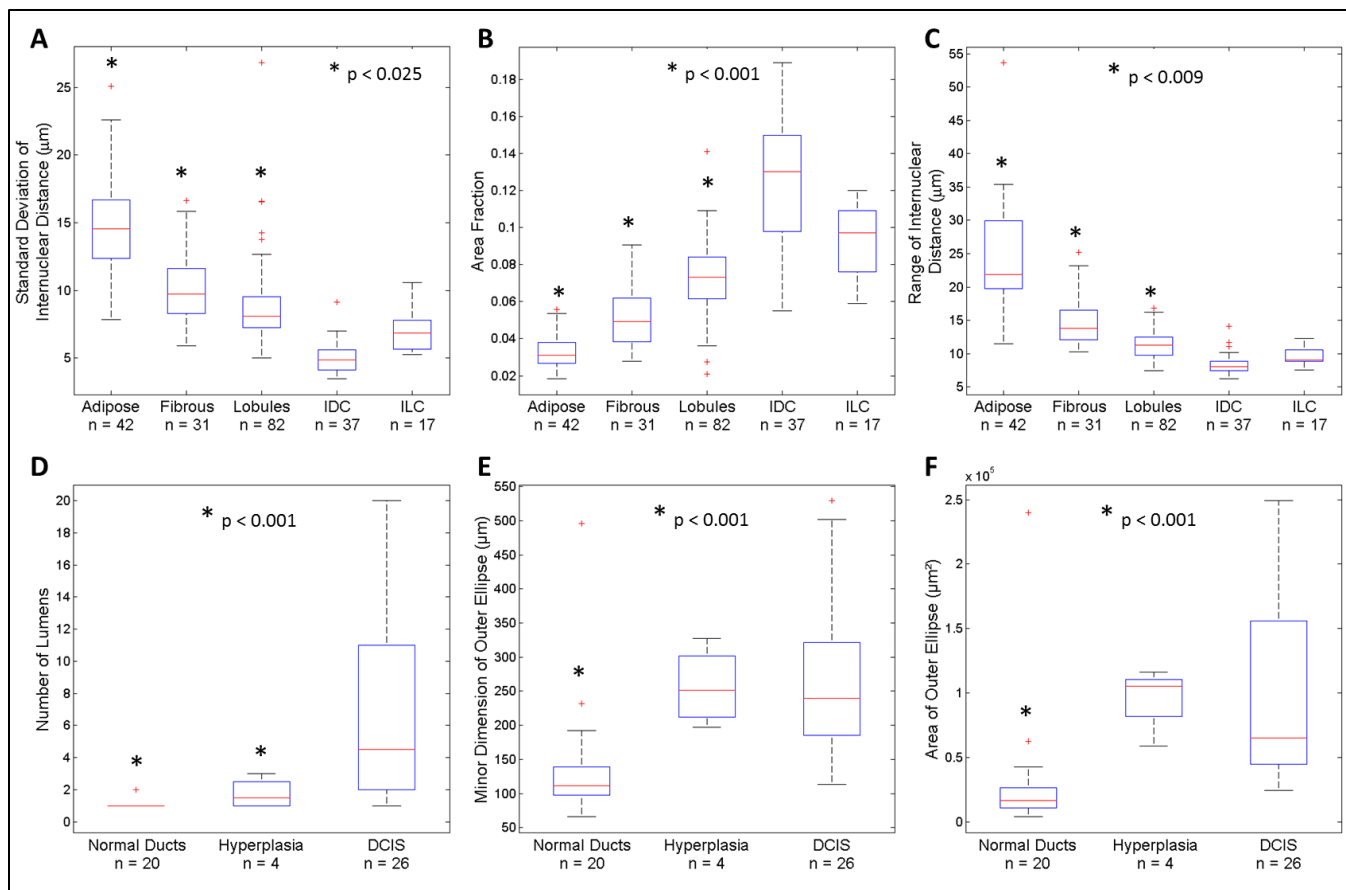 A
* p < 0.025
Standard Deviation of
Internuclear Distance (μm)
25
20
15
10
5
* * *
Adipose Fibrous Lobules IDC ILC
n = 42 n = 31 n = 82 n = 37 n = 17
B
* p < 0.001
Area Fraction
0.18
0.16
0.14
0.12
0.1
0.08
0.06
0.04
0.02
* * *
Adipose Fibrous Lobules IDC ILC
n = 42 n = 31 n = 82 n = 37 n = 17
C
* p < 0.009
Range of Internuclear
Distance (μm)
55
50
45
40
35
30
25
20
15
10
5
* * *
Adipose Fibrous Lobules IDC ILC
n = 42 n = 31 n = 82 n = 37 n = 17
D
* p < 0.001
Number of Lumens
20
18
16
14
12
10
8
6
4
2
0
* *
Normal Ducts Hyperplasia DCIS
n = 20 n = 4 n = 26
E
* p < 0.001
Minor Dimension of Outer Ellipse (μm)
550
500
450
400
350
300
250
200
150
100
50
*
Normal Ducts Hyperplasia DCIS
n = 20 n = 4 n = 26
F
x 10⁵
* p < 0.001
Area of Outer Ellipse (μm²)
2.5
2
1.5
1
0.5
0
*
Normal Ducts Hyperplasia DCIS
n = 20 n = 4 n = 26